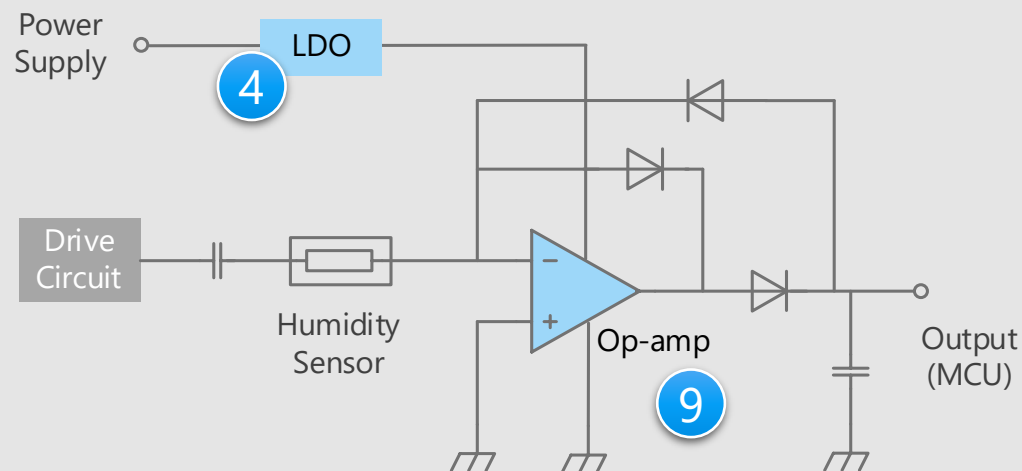 Power
Supply
LDO
4
Drive
Circuit
Humidity
Sensor
−
+
Op-amp
9
Output
(MCU)